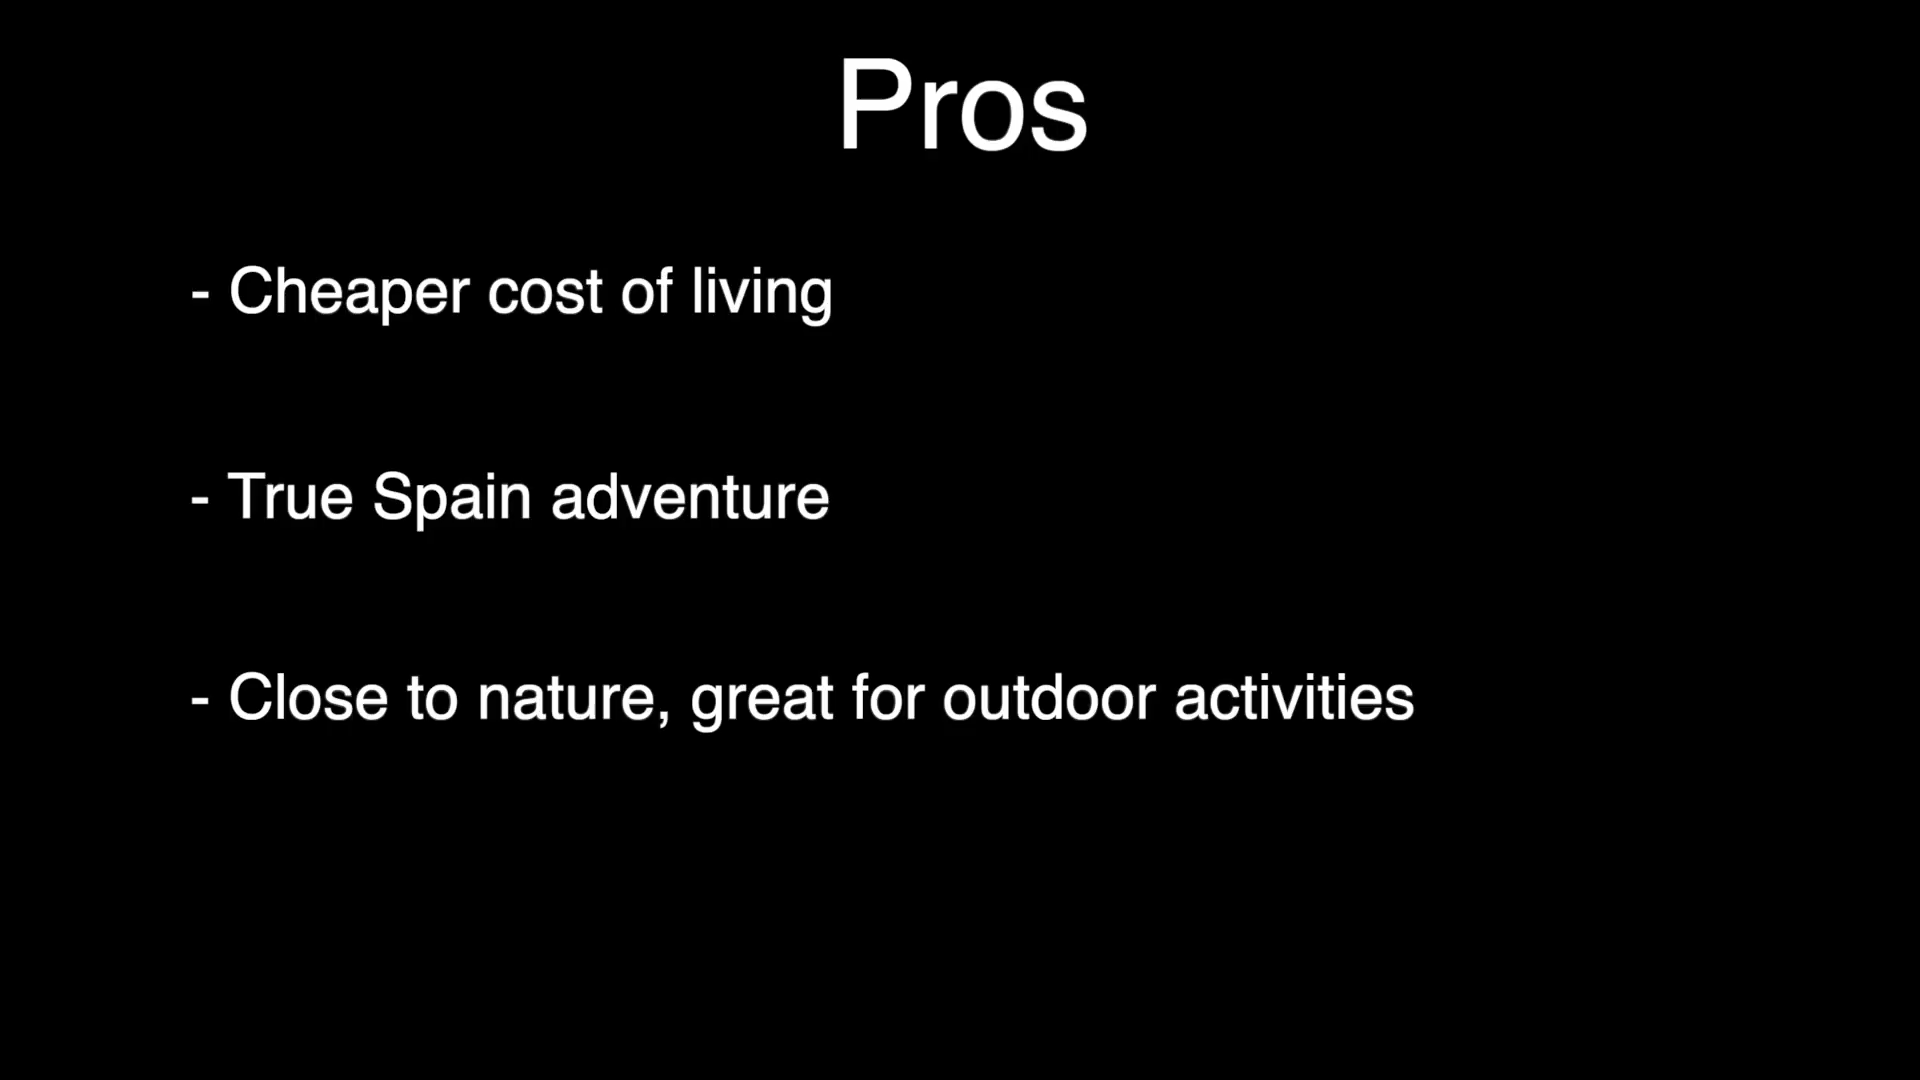 Pros
- Cheaper cost of living
- True Spain adventure
- Close to nature, great for outdoor activities